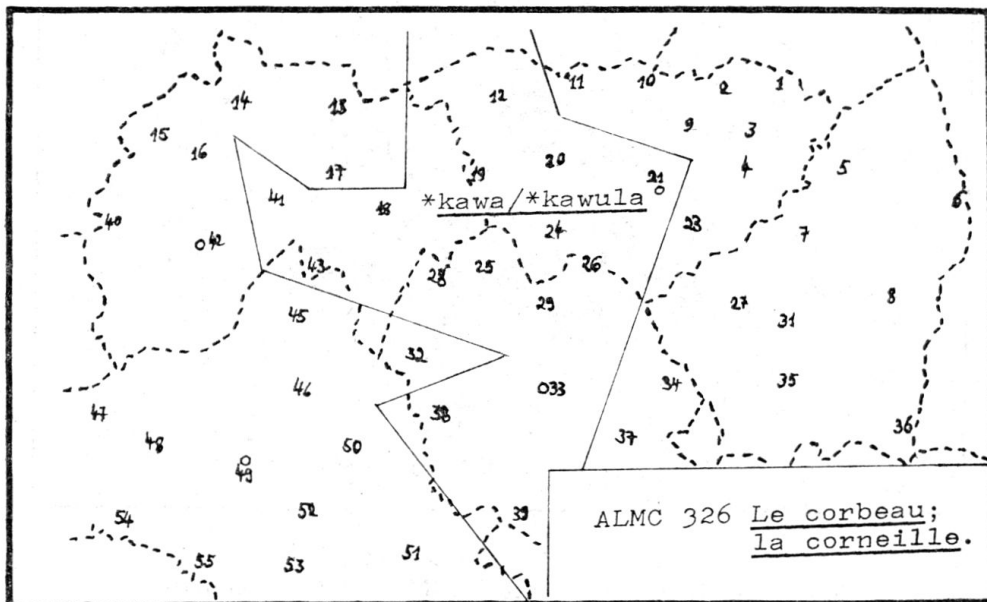 14 13 12 11 10 2 1
15 16 9 3
17 19 20 21 4 5
41 18 *kawa/*kawula 6
40 42 24 23 7
43 28 25 26
45 29 27 31 8
32
46 33 34 35
47 48 38
49 50 37 36
54 52 39
55 53 51
ALMC 326 Le corbeau;
la corneille.